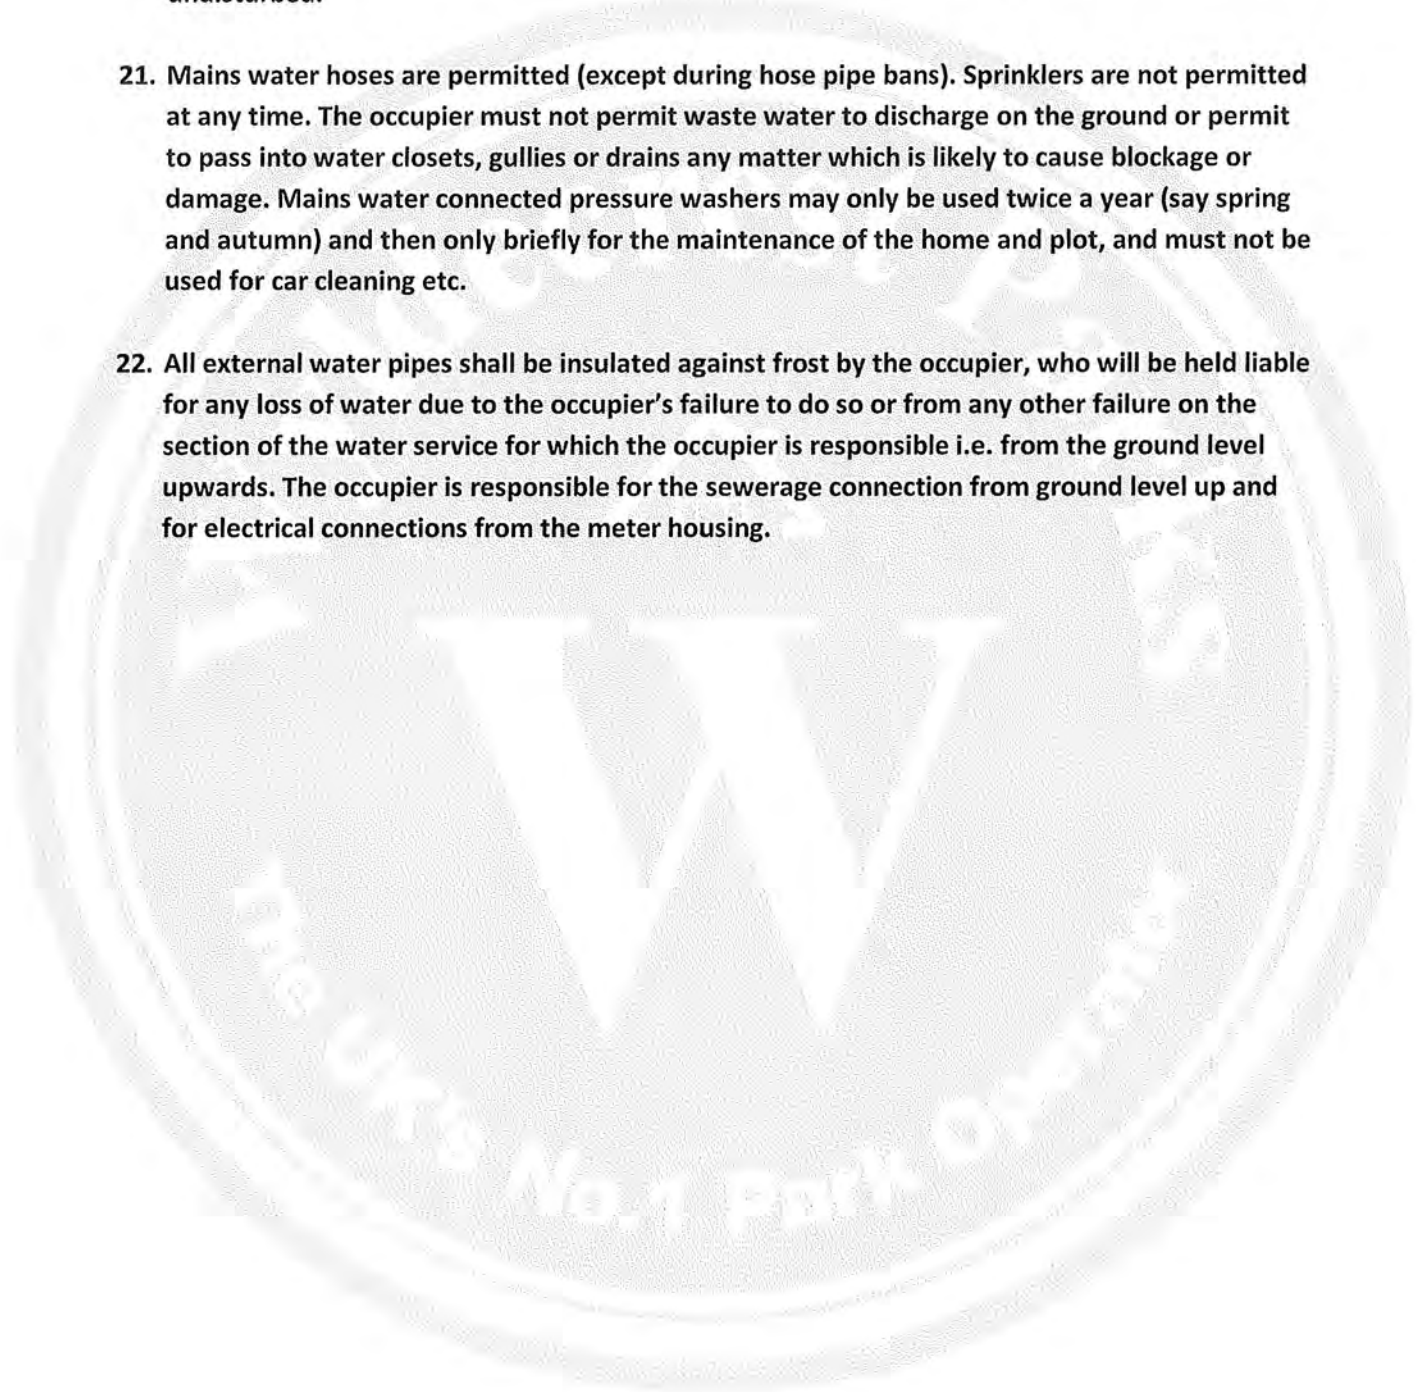 21. Mains water hoses are permitted (except during hose pipe bans). Sprinklers are not permitted
at any time. The occupier must not permit waste water to discharge on the ground or permit
to pass into water closets, gullies or drains any matter which is likely to cause blockage or
damage. Mains water connected pressure washers may only be used twice a year (say spring
and autumn) and then only briefly for the maintenance of the home and plot, and must not be
used for car cleaning etc.
22. All external water pipes shall be insulated against frost by the occupier, who will be held liable
for any loss of water due to the occupier's failure to do so or from any other failure on the
section of the water service for which the occupier is responsible i.e. from the ground level
upwards. The occupier is responsible for the sewerage connection from ground level up and
for electrical connections from the meter housing.
W
The UK's No.1 Park